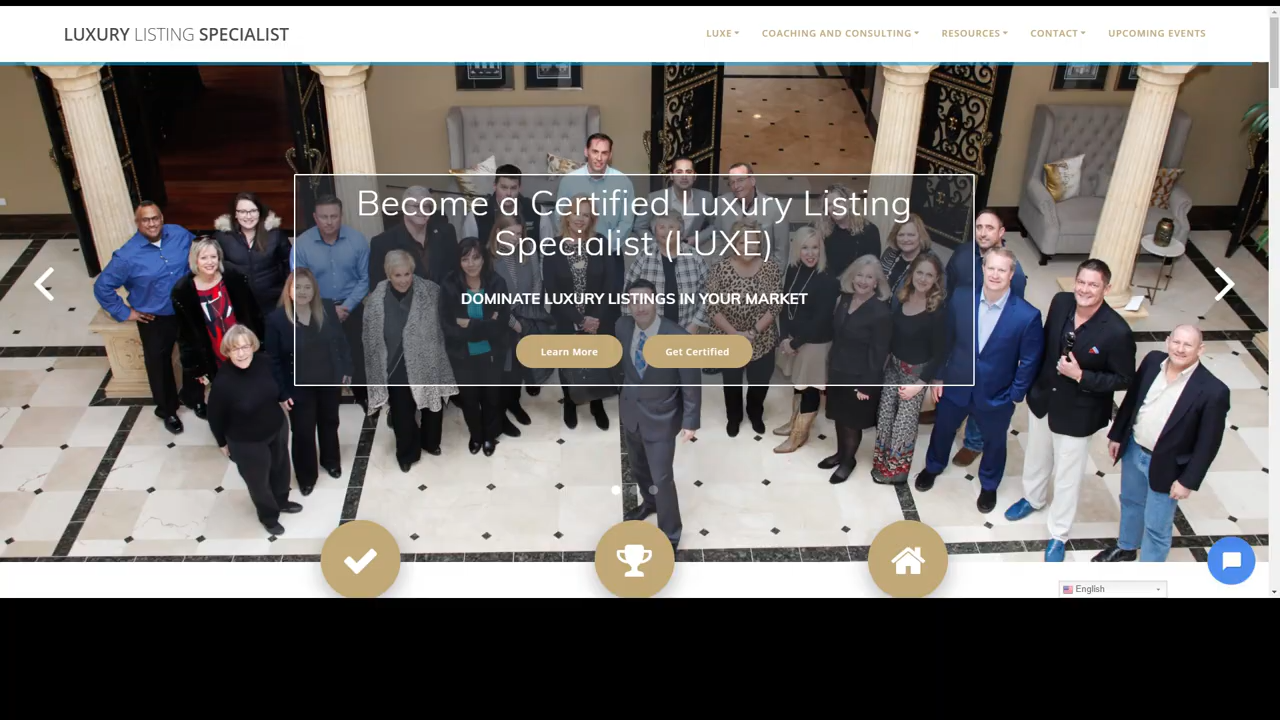 LUXURY LISTING SPECIALIST
LUXE
COACHING AND CONSULTING
RESOURCES
CONTACT
UPCOMING EVENTS
Become a Certified Luxury Listing
Specialist (LUXE)
DOMINATE LUXURY LISTINGS IN YOUR MARKET
Learn More
Get Certified
English